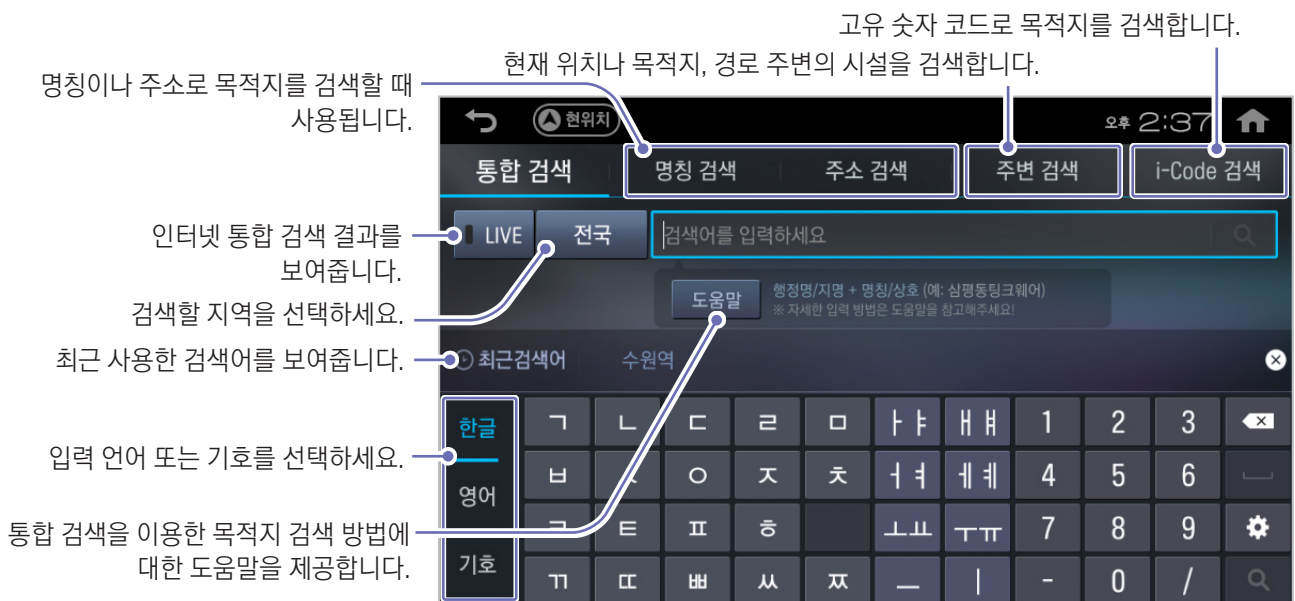 고유 숫자 코드로 목적지를 검색합니다.
현재 위치나 목적지, 경로 주변의 시설을 검색합니다.
명칭이나 주소로 목적지를 검색할 때
사용됩니다.
현위치
오후 2:37
통합 검색 명칭 검색 주소 검색 주변 검색 i-Code 검색
인터넷 통합 검색 결과를
보여줍니다.
LIVE 전국 검색어를 입력하세요
검색할 지역을 선택하세요.
도움말 행정명/지명 + 명칭/상호 (예: 삼평동팅크웨어)
※ 자세한 입력 방법은 도움말을 참고해주세요!
최근 사용한 검색어를 보여줍니다.
최근검색어 수원역
입력 언어 또는 기호를 선택하세요.
한글
영어
기호
ㄱ ㄴ ㄷ ㄹ ㅁ ㅏㅑ ㅐㅒ 1 2 3
ㅂ ㅇ ㅈ ㅊ ㅓㅕ ㅔㅖ 4 5 6
ㅌ ㅍ ㅎ ㅗㅛ ㅜㅠ 7 8 9
ㄲ ㄸ ㅃ ㅆ ㅉ ㅡ ㅣ - 0 /
통합 검색을 이용한 목적지 검색 방법에
대한 도움말을 제공합니다.